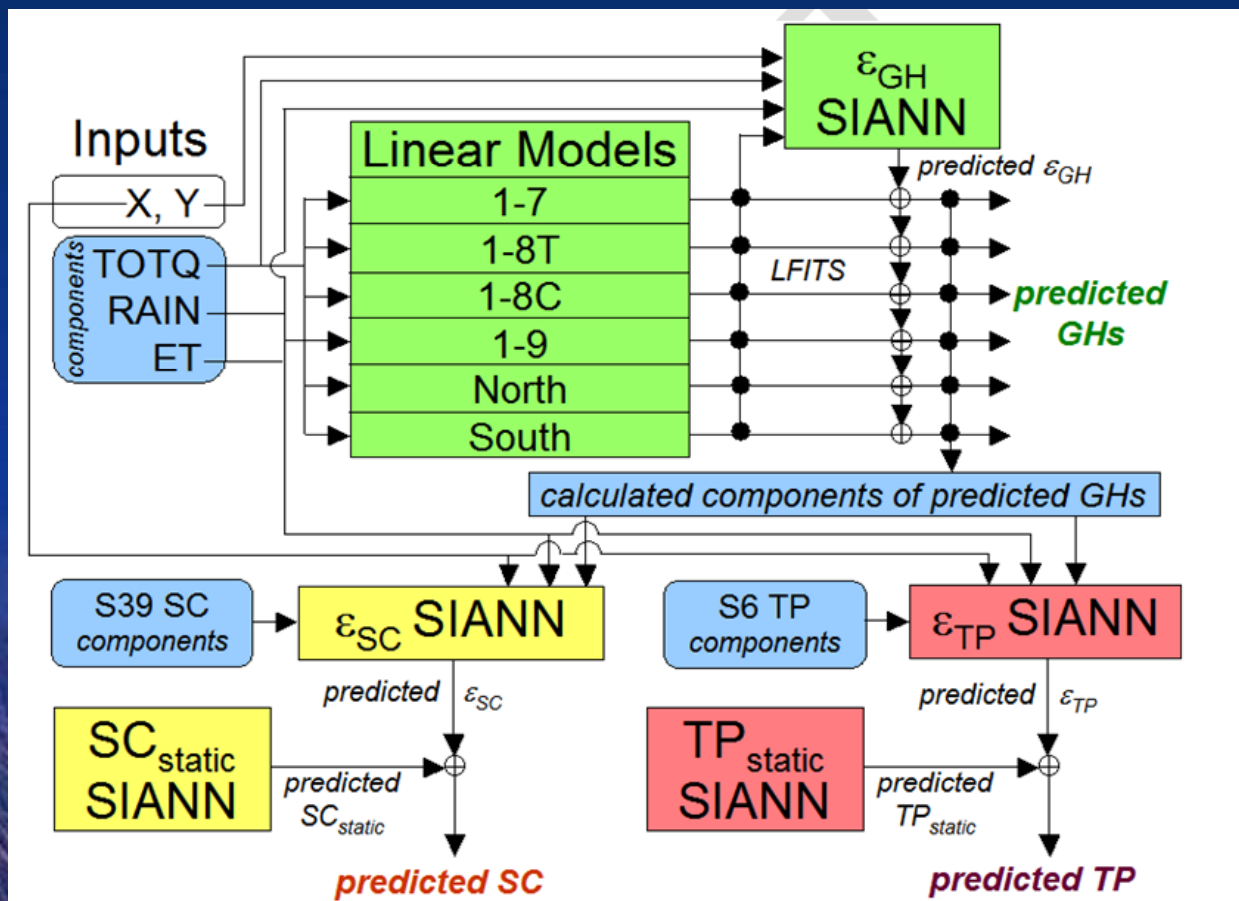 Inputs
X, Y
components
TOTQ
RAIN
ET
Linear Models
1-7
1-8T
1-8C
1-9
North
South
εGH
SIANN
predicted εGH
LFITS
predicted
GHs
calculated components of predicted GHs
S39 SC
components
εSC SIANN
predicted εSC
SCstatic
SIANN
predicted
SCstatic
predicted SC
S6 TP
components
εTP SIANN
predicted εTP
TPstatic
SIANN
predicted
TPstatic
predicted TP